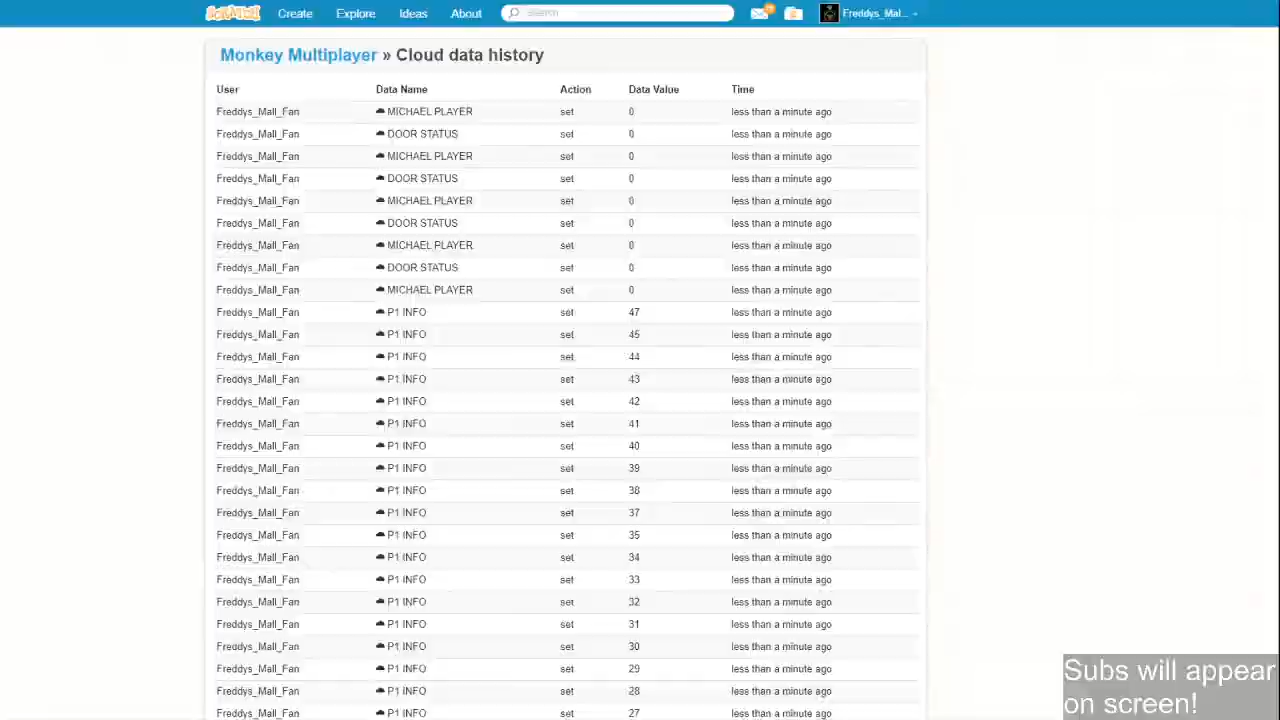 SCRATCH Create Explore Ideas About Search Freddys_Mal...
Monkey Multiplayer » Cloud data history
User Data Name Action Data Value Time
Freddys_Mall_Fan MICHAEL PLAYER set 0 less than a minute ago
Freddys_Mall_Fan DOOR STATUS set 0 less than a minute ago
Freddys_Mall_Fan MICHAEL PLAYER set 0 less than a minute ago
Freddys_Mall_Fan DOOR STATUS set 0 less than a minute ago
Freddys_Mall_Fan MICHAEL PLAYER set 0 less than a minute ago
Freddys_Mall_Fan DOOR STATUS set 0 less than a minute ago
Freddys_Mall_Fan MICHAEL PLAYER set 0 less than a minute ago
Freddys_Mall_Fan DOOR STATUS set 0 less than a minute ago
Freddys_Mall_Fan MICHAEL PLAYER set 0 less than a minute ago
Freddys_Mall_Fan P1 INFO set 47 less than a minute ago
Freddys_Mall_Fan P1 INFO set 45 less than a minute ago
Freddys_Mall_Fan P1 INFO set 44 less than a minute ago
Freddys_Mall_Fan P1 INFO set 43 less than a minute ago
Freddys_Mall_Fan P1 INFO set 42 less than a minute ago
Freddys_Mall_Fan P1 INFO set 41 less than a minute ago
Freddys_Mall_Fan P1 INFO set 40 less than a minute ago
Freddys_Mall_Fan P1 INFO set 39 less than a minute ago
Freddys_Mall_Fan P1 INFO set 38 less than a minute ago
Freddys_Mall_Fan P1 INFO set 37 less than a minute ago
Freddys_Mall_Fan P1 INFO set 35 less than a minute ago
Freddys_Mall_Fan P1 INFO set 34 less than a minute ago
Freddys_Mall_Fan P1 INFO set 33 less than a minute ago
Freddys_Mall_Fan P1 INFO set 32 less than a minute ago
Freddys_Mall_Fan P1 INFO set 31 less than a minute ago
Freddys_Mall_Fan P1 INFO set 30 less than a minute ago
Freddys_Mall_Fan P1 INFO set 29 less than a minute ago
Freddys_Mall_Fan P1 INFO set 28 less than a minute ago
Freddys_Mall_Fan P1 INFO set 27 less than a minute ago
Subs will appear
on screen!